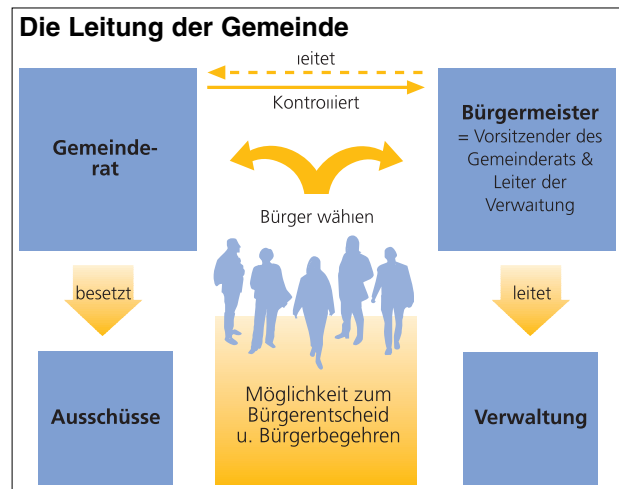 Die Leitung der Gemeinde
leitet
Kontrolliert
Gemeinde-
rat
Bürgermeister
= Vorsitzender des
Gemeinderats &
Leiter der
Verwaltung
Bürger wählen
besetzt
leitet
Ausschüsse
Möglichkeit zum
Bürgerentscheid
u. Bürgerbegehren
Verwaltung